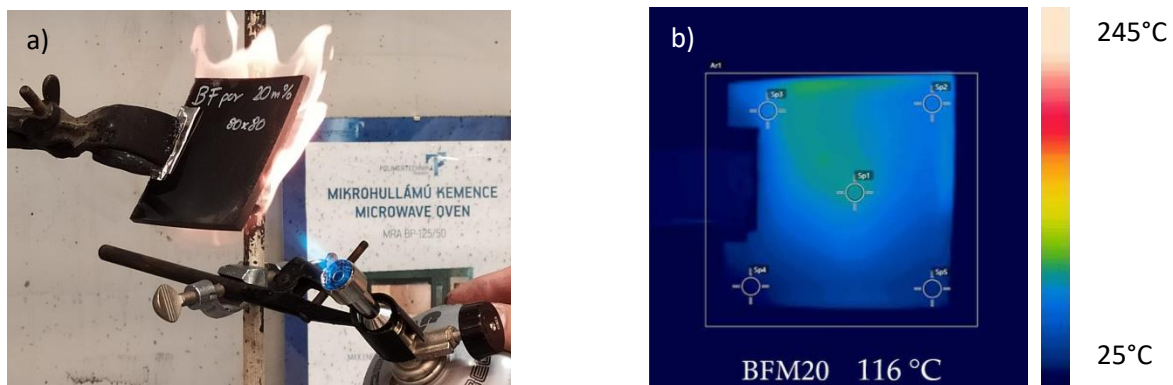 a)
BF por 20 m%
80x80
POLIMERTECHNIKA
MIKROHULLÁMÚ KEMENCE
MICROWAVE OVEN
MRA BP-125/50
b)
Ar1
Sp3
Sp2
Sp1
Sp4
Sp5
BFM20 116 °C
245°C
25°C